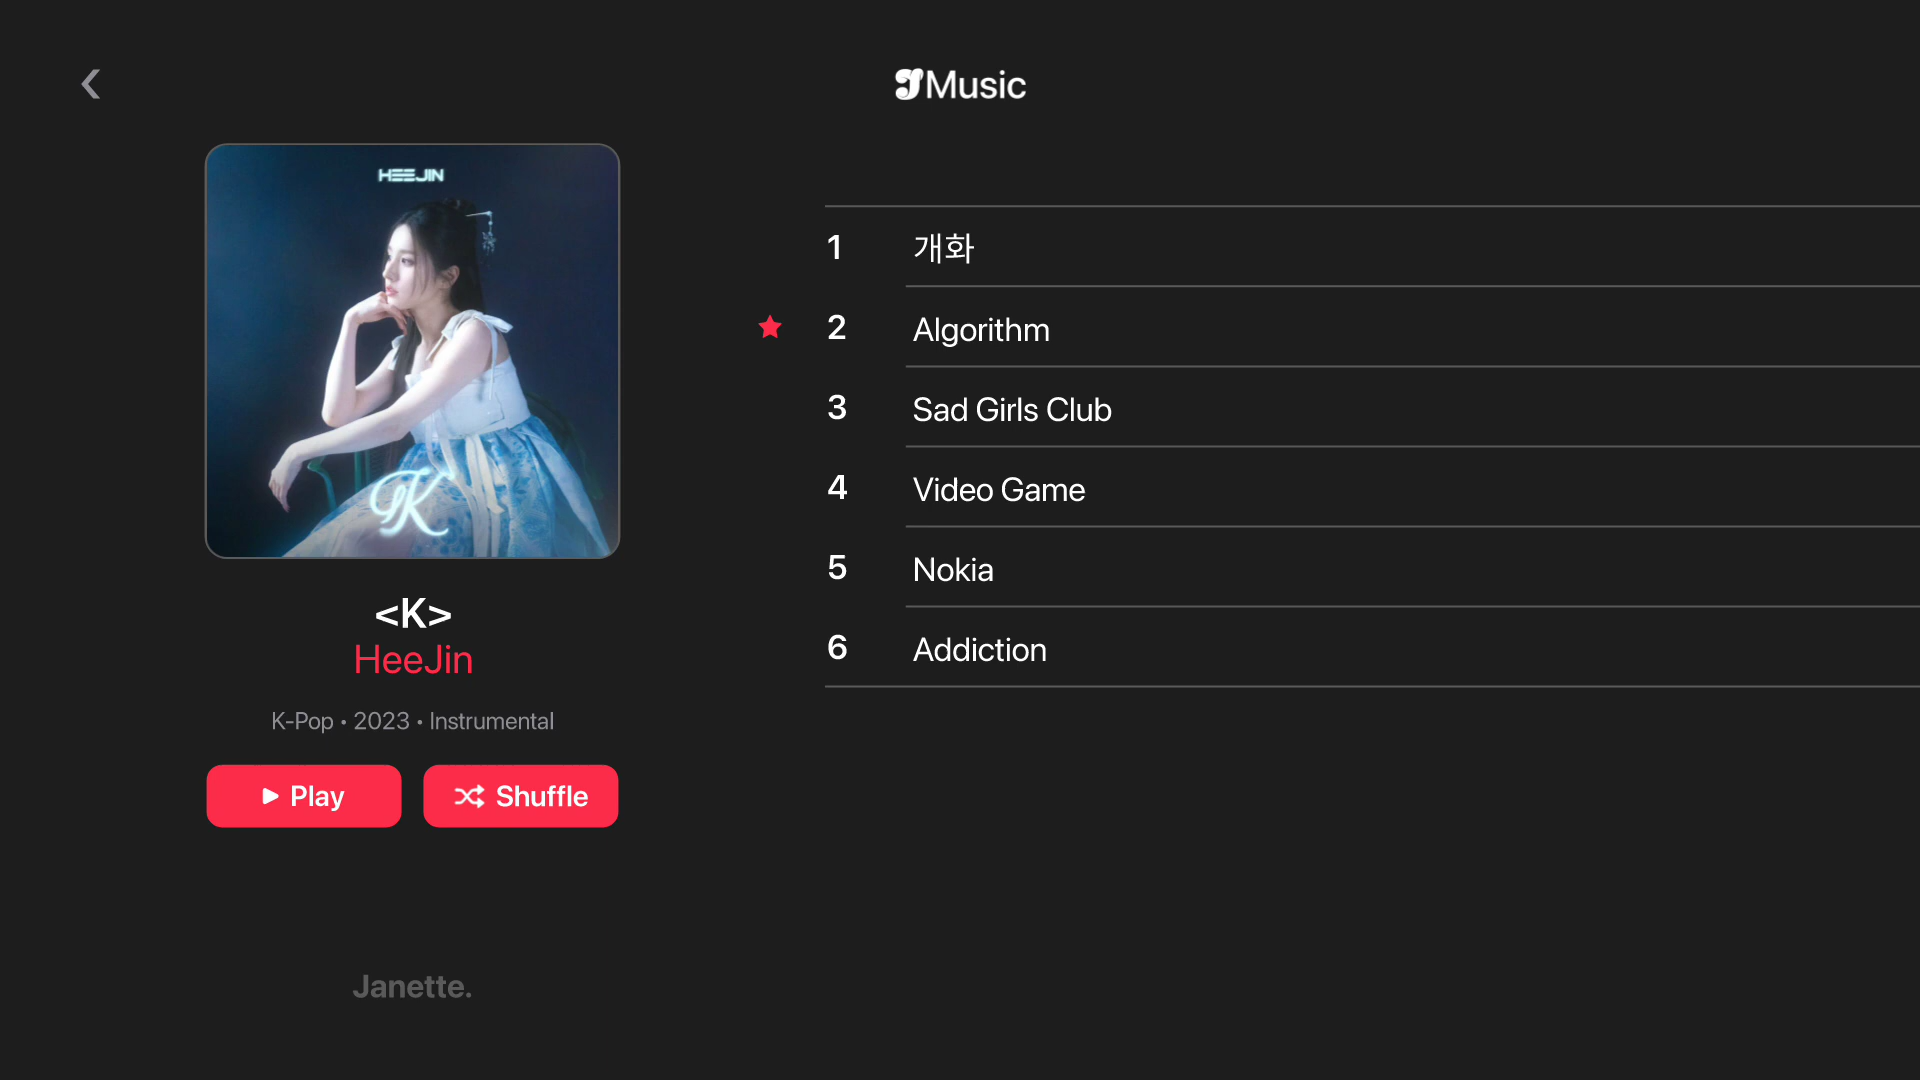 Music
HEEJIN
K
<K>
HeeJin
K-Pop • 2023 • Instrumental
Play
Shuffle
Janette.
1 개화
2 Algorithm
3 Sad Girls Club
4 Video Game
5 Nokia
6 Addiction